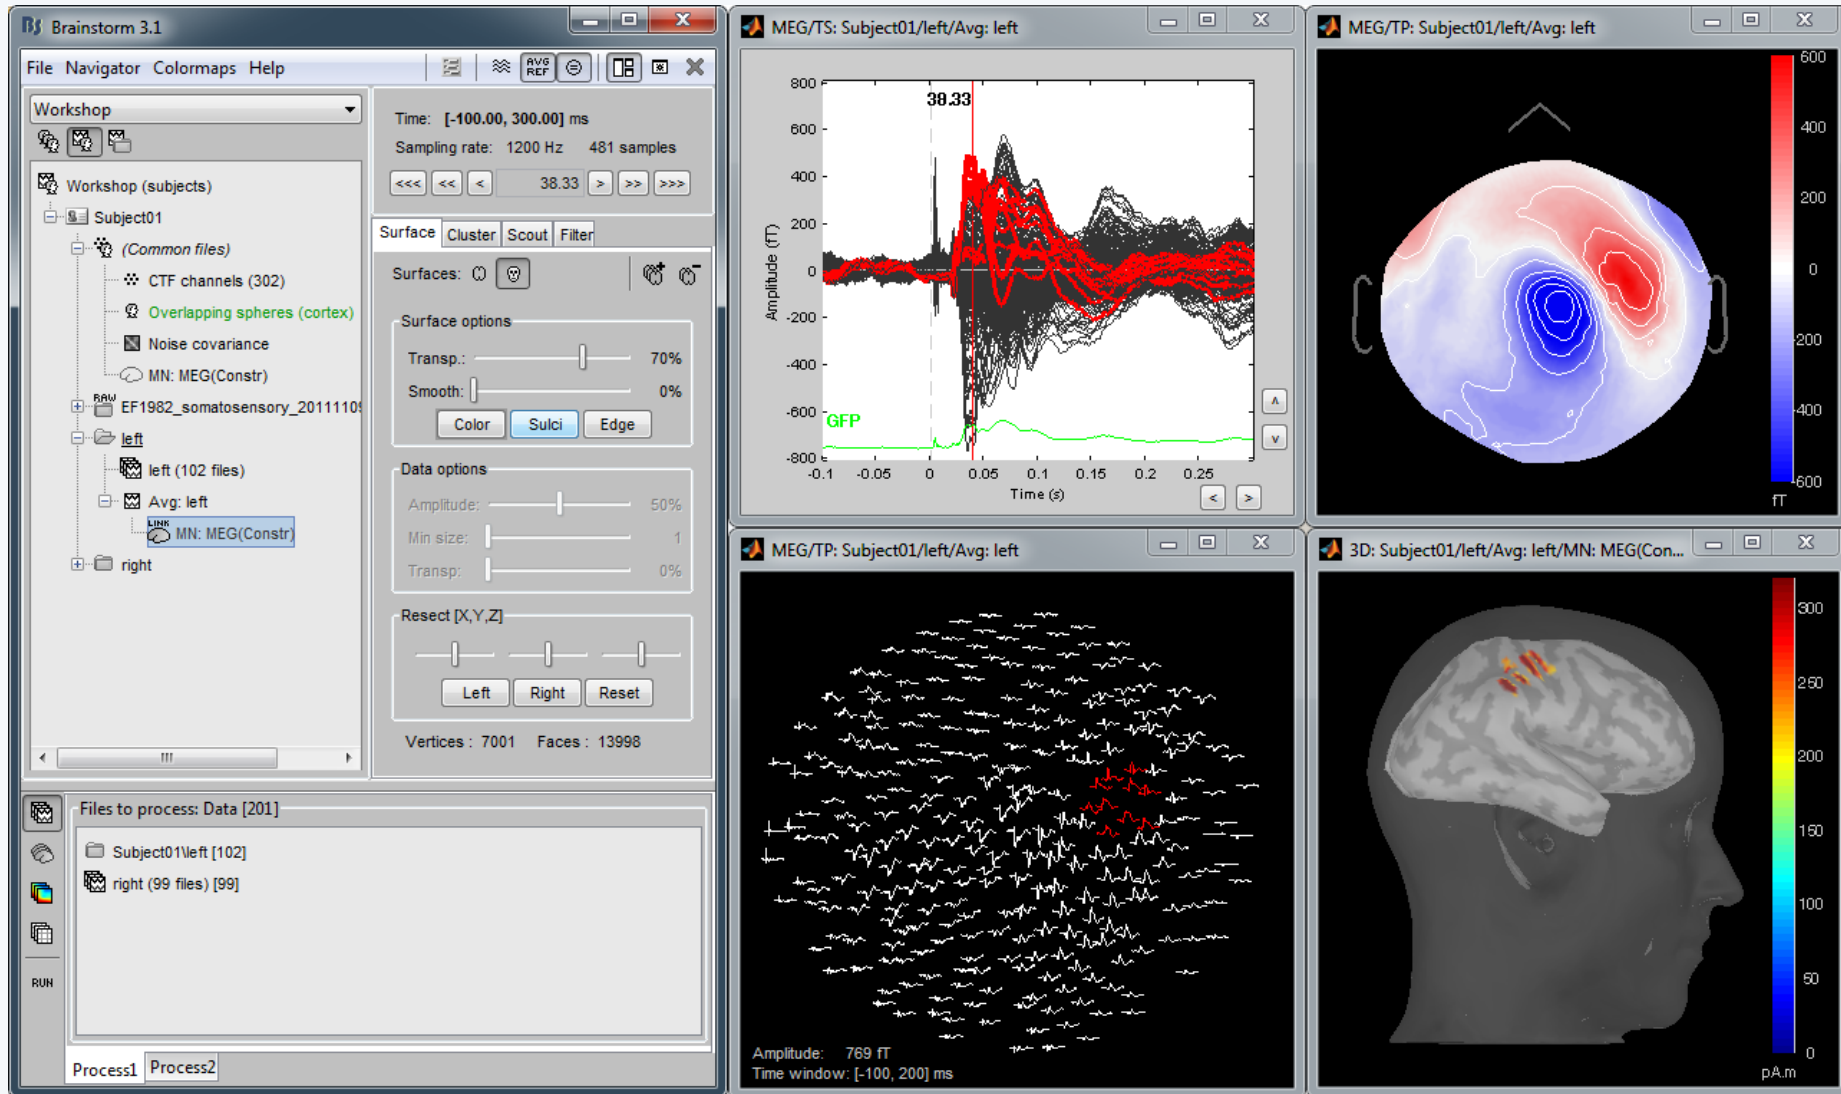 Brainstorm 3.1
File Navigator Colormaps Help
AVG REF
Workshop
Workshop (subjects)
Subject01
(Common files)
CTF channels (302)
Overlapping spheres (cortex)
Noise covariance
MN: MEG(Constr)
RAW
EF1982_somatosensory_2011110
left
left (102 files)
Avg: left
LINK
MN: MEG(Constr)
right
Time: [-100.00, 300.00] ms
Sampling rate: 1200 Hz 481 samples
<<< << < 38.33 > >> >>>
Surface Cluster Scout Filter
Surfaces:
Surface options
Transp.: 70%
Smooth: 0%
Color Sulci Edge
Data options
Amplitude: 50%
Min size: 1
Transp: 0%
Resect [X,Y,Z]
Left Right Reset
Vertices : 7001 Faces : 13998
Files to process: Data [201]
Subject01\left [102]
right (99 files) [99]
RUN
Process1 Process2
MEG/TS: Subject01/left/Avg: left
800
600
400
200
0
-200
-400
-600
-800
Amplitude (fT)
38.33
GFP
-0.1 -0.05 0 0.05 0.1 0.15 0.2 0.25
Time (s)
< >
MEG/TP: Subject01/left/Avg: left
600
400
200
0
-200
-400
-600
fT
MEG/TP: Subject01/left/Avg: left
Amplitude: 769 fT
Time window: [-100, 200] ms
3D: Subject01/left/Avg: left/MN: MEG(Con...
300
250
200
150
100
50
0
pA.m